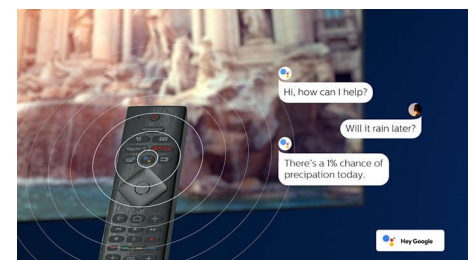 Hi, how can I help?
Will it rain later?
There's a 1% chance of
precipation today.
Hey Google